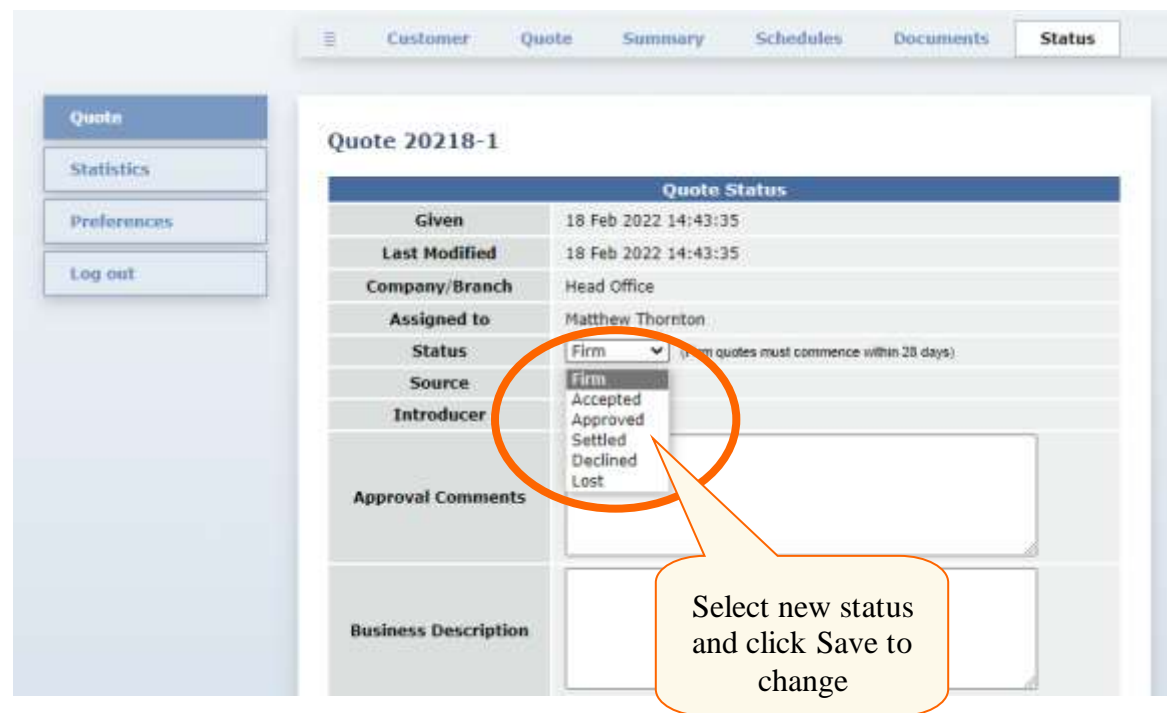 Customer Quote Summary Schedules Documents Status
Quote
Statistics
Preferences
Log out
Quote 20218-1
Quote Status
Given 18 Feb 2022 14:43:35
Last Modified 18 Feb 2022 14:43:35
Company/Branch Head Office
Assigned to Matthew Thornton
Status Firm quotes must commence within 28 days)
Source
Introducer
Firm
Accepted
Approved
Settled
Declined
Lost
Approval Comments
Business Description
Select new status
and click Save to
change